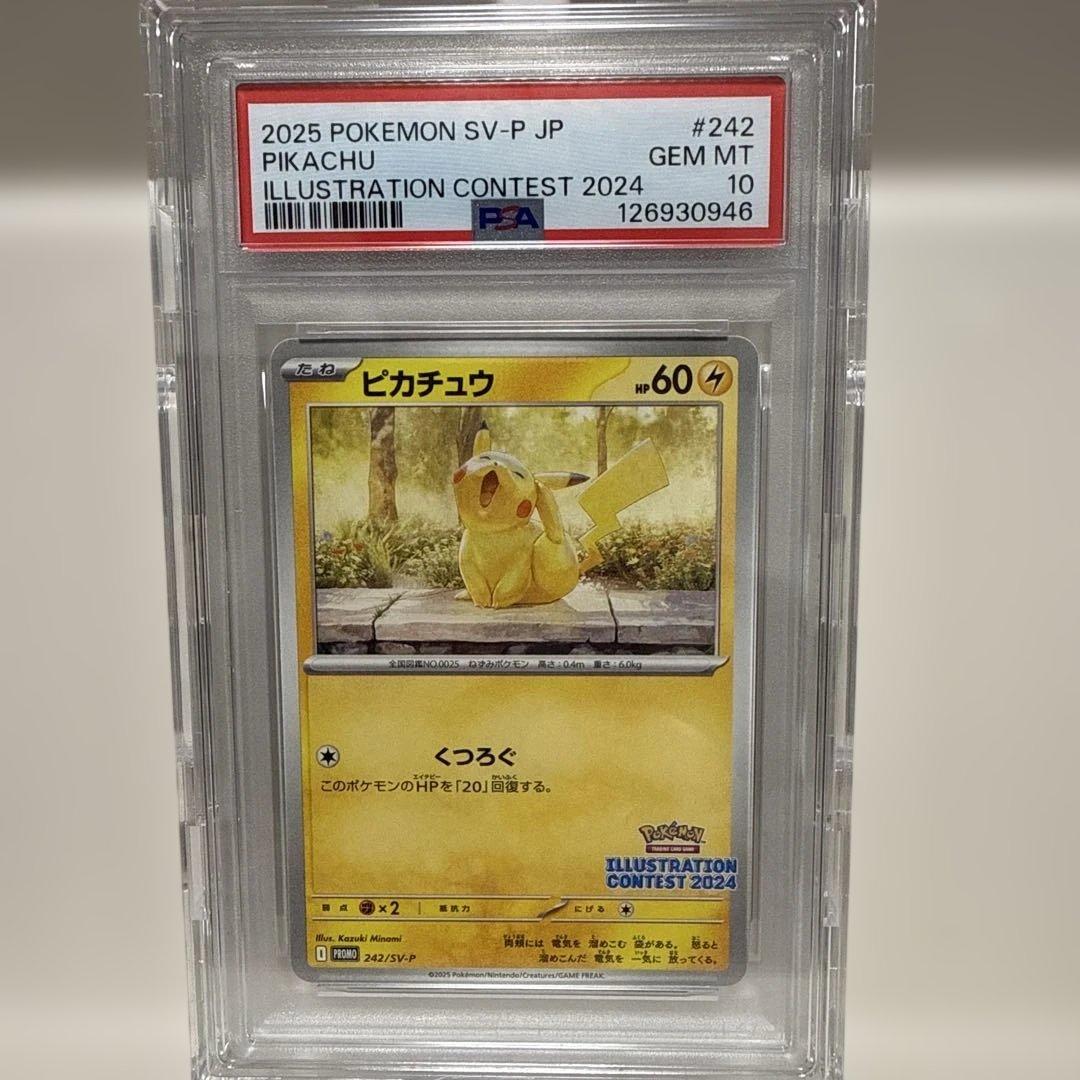 2025 POKEMON SV-P JP #242
PIKACHU GEM MT
ILLUSTRATION CONTEST 2024 10
PSA 126930946
たね ピカチュウ HP60
全国図鑑NO.0025 ねずみポケモン 高さ:0.4m 重さ:6.0kg
くつろぐ
このポケモンのHPを「20」回復する。
Pokémon
TRADING CARD GAME
ILLUSTRATION
CONTEST 2024
弱点 ×2 抵抗力 にげる
Illus. Kazuki Minami
両頬には 電気を 溜めこむ 袋がある。 怒ると
溜めこんだ 電気を 一気に 放ってくる。
I PROMO 242/SV-P
©2025 Pokémon/Nintendo/Creatures/GAME FREAK.